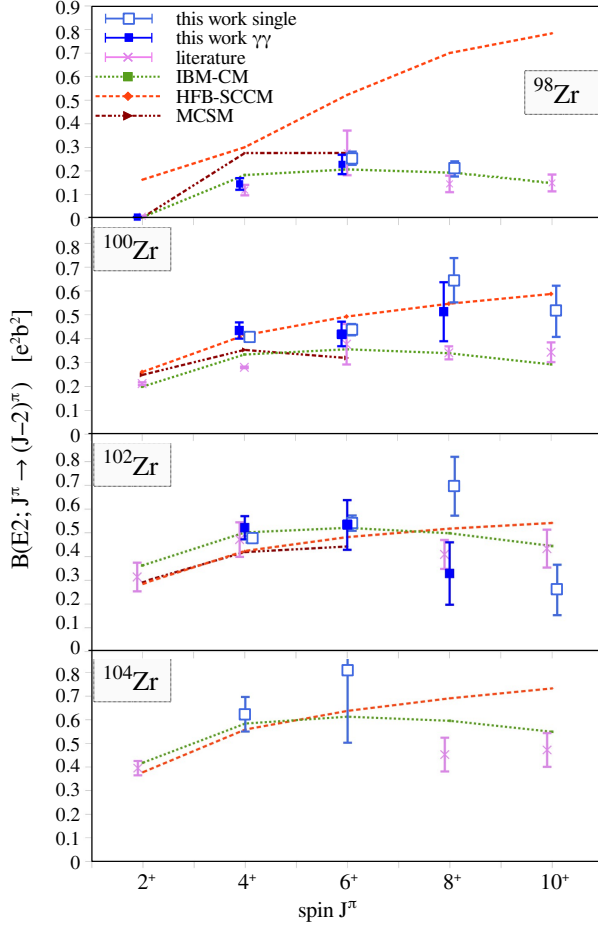 this work single
this work γγ
literature
IBM-CM
HFB-SCCM
MCSM
⁹⁸Zr
0.9
0.8
0.7
0.6
0.5
0.4
0.3
0.2
0.1
0
¹⁰⁰Zr
0.8
0.7
0.6
0.5
0.4
0.3
0.2
0.1
0
¹⁰²Zr
0.8
0.7
0.6
0.5
0.4
0.3
0.2
0.1
0
¹⁰⁴Zr
0.8
0.7
0.6
0.5
0.4
0.3
0.2
0.1
0
B(E2; J^π → (J−2)^π) [e²b²]
2⁺ 4⁺ 6⁺ 8⁺ 10⁺
spin J^π